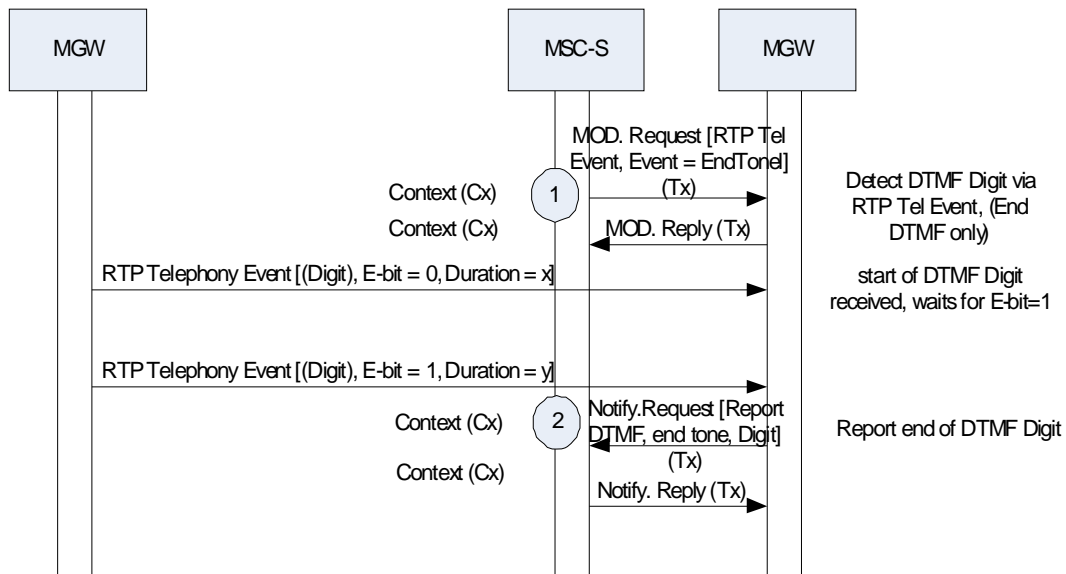 MGW
MSC-S
MGW
MOD. Request [RTP Tel
Event, Event = EndTonel]
(Tx)
Context (Cx)
1
Detect DTMF Digit via
RTP Tel Event, (End
DTMF only)
Context (Cx)
MOD. Reply (Tx)
RTP Telephony Event [(Digit), E-bit = 0, Duration = x]
start of DTMF Digit
received, waits for E-bit=1
RTP Telephony Event [(Digit), E-bit = 1, Duration = y]
Context (Cx)
2
Notify.Request [Report
DTMF, end tone, Digit]
(Tx)
Report end of DTMF Digit
Context (Cx)
Notify. Reply (Tx)